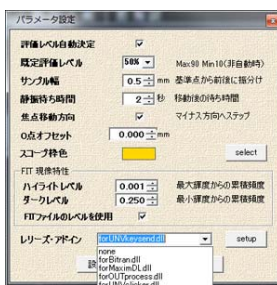 パラメータ設定
評価レベル自動決定
既定評価レベル 50% Max90 Min10(非自動時)
サンプル幅 0.5 mm 基準点から前後に振分け
静振待ち時間 2 秒 移動後の待ち時間
焦点移動方向 マイナス方向へステップ
0点オフセット 0.000 mm
スコープ枠色 select
FIT 現像特性
ハイライトレベル 0.001 最大輝度からの累積頻度
ダークレベル 0.250 最小輝度からの累積頻度
FITファイルのレベルを使用
レリーズ・アドイン forUNVkeysend.dll setup
none
forBitran.dll
forMaximDL.dll
forOUTprocess.dll
forUNVclicker.dll